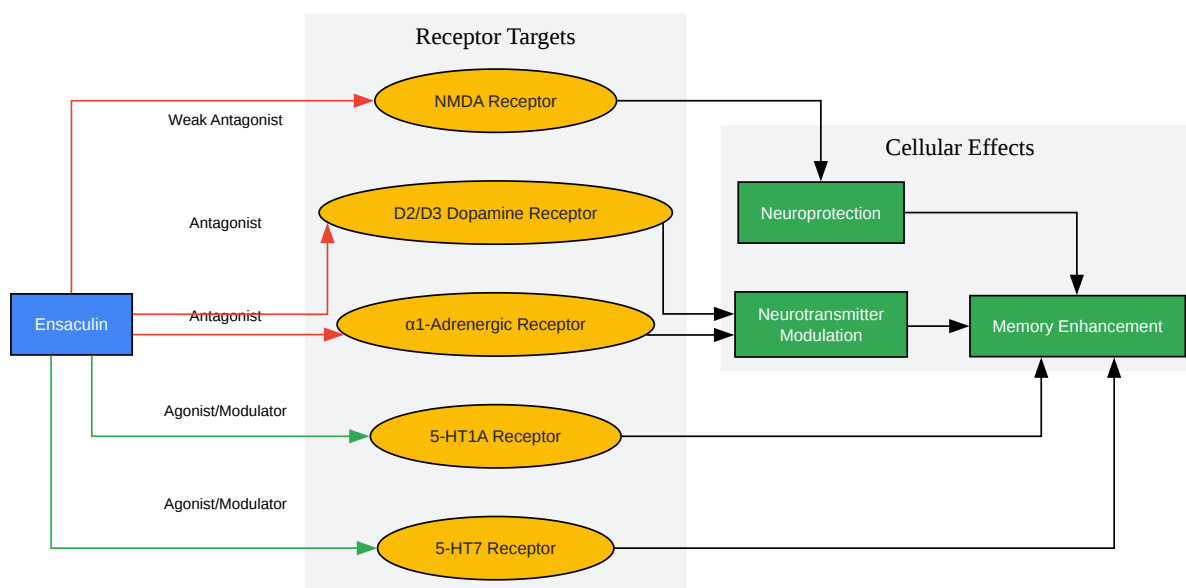 Receptor Targets
NMDA Receptor
Weak Antagonist
Cellular Effects
D2/D3 Dopamine Receptor
Neuroprotection
Antagonist
Ensaculin
Antagonist
α1-Adrenergic Receptor
Neurotransmitter
Modulation
Memory Enhancement
Agonist/Modulator
5-HT1A Receptor
Agonist/Modulator
5-HT7 Receptor